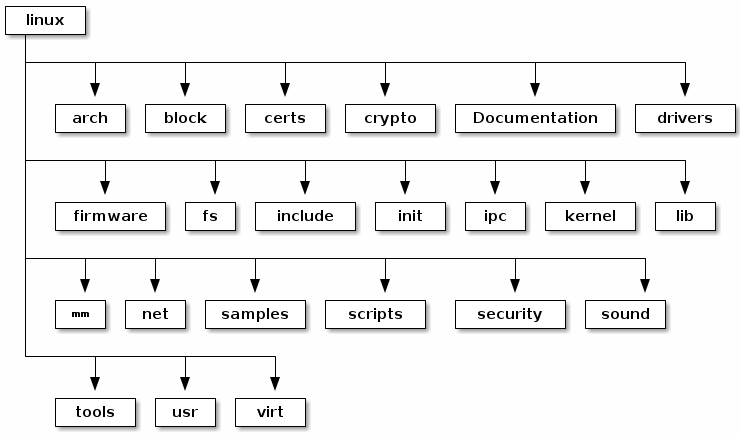 linux
arch block certs crypto Documentation drivers
firmware fs include init ipc kernel lib
mm net samples scripts security sound
tools usr virt